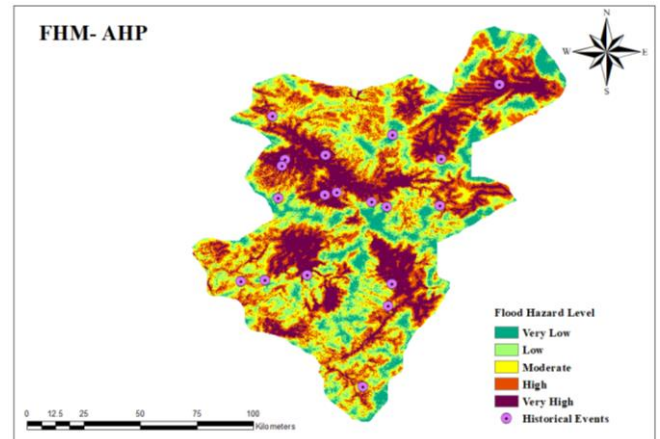 FHM- AHP
N
W
E
S
Flood Hazard Level
Very Low
Low
Moderate
High
Very High
Historical Events
0 12.5 25 50 75 100
Kilometers